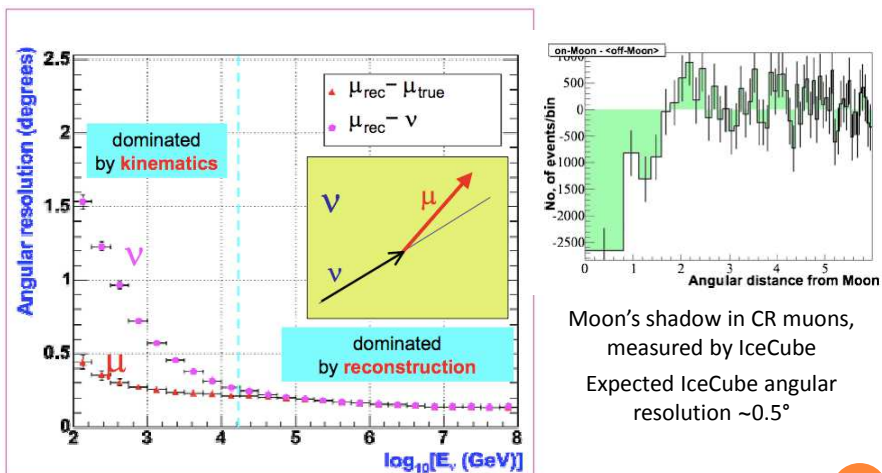 2.5
2
1.5
1
0.5
0
2
3
4
5
6
7
8
Angular resolution (degrees)
log10[Eν (GeV)]
μrec– μtrue
μrec– ν
dominated
by kinematics
ν
μ
ν
μ
ν
dominated
by reconstruction
on-Moon - <off-Moon>
1000
500
0
-500
-1000
-1500
-2000
-2500
0
1
2
3
4
5
No. of events/bin
Angular distance from Moon
Moon's shadow in CR muons,
measured by IceCube
Expected IceCube angular
resolution ~0.5°